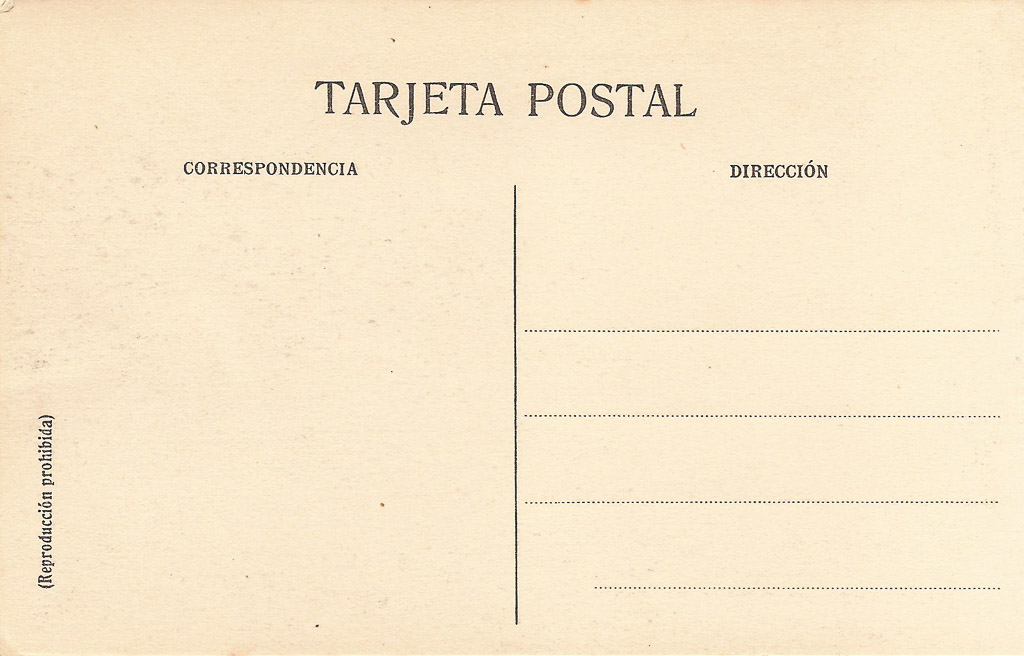 TARJETA POSTAL
CORRESPONDENCIA
DIRECCIÓN
(Reproducción prohibida)